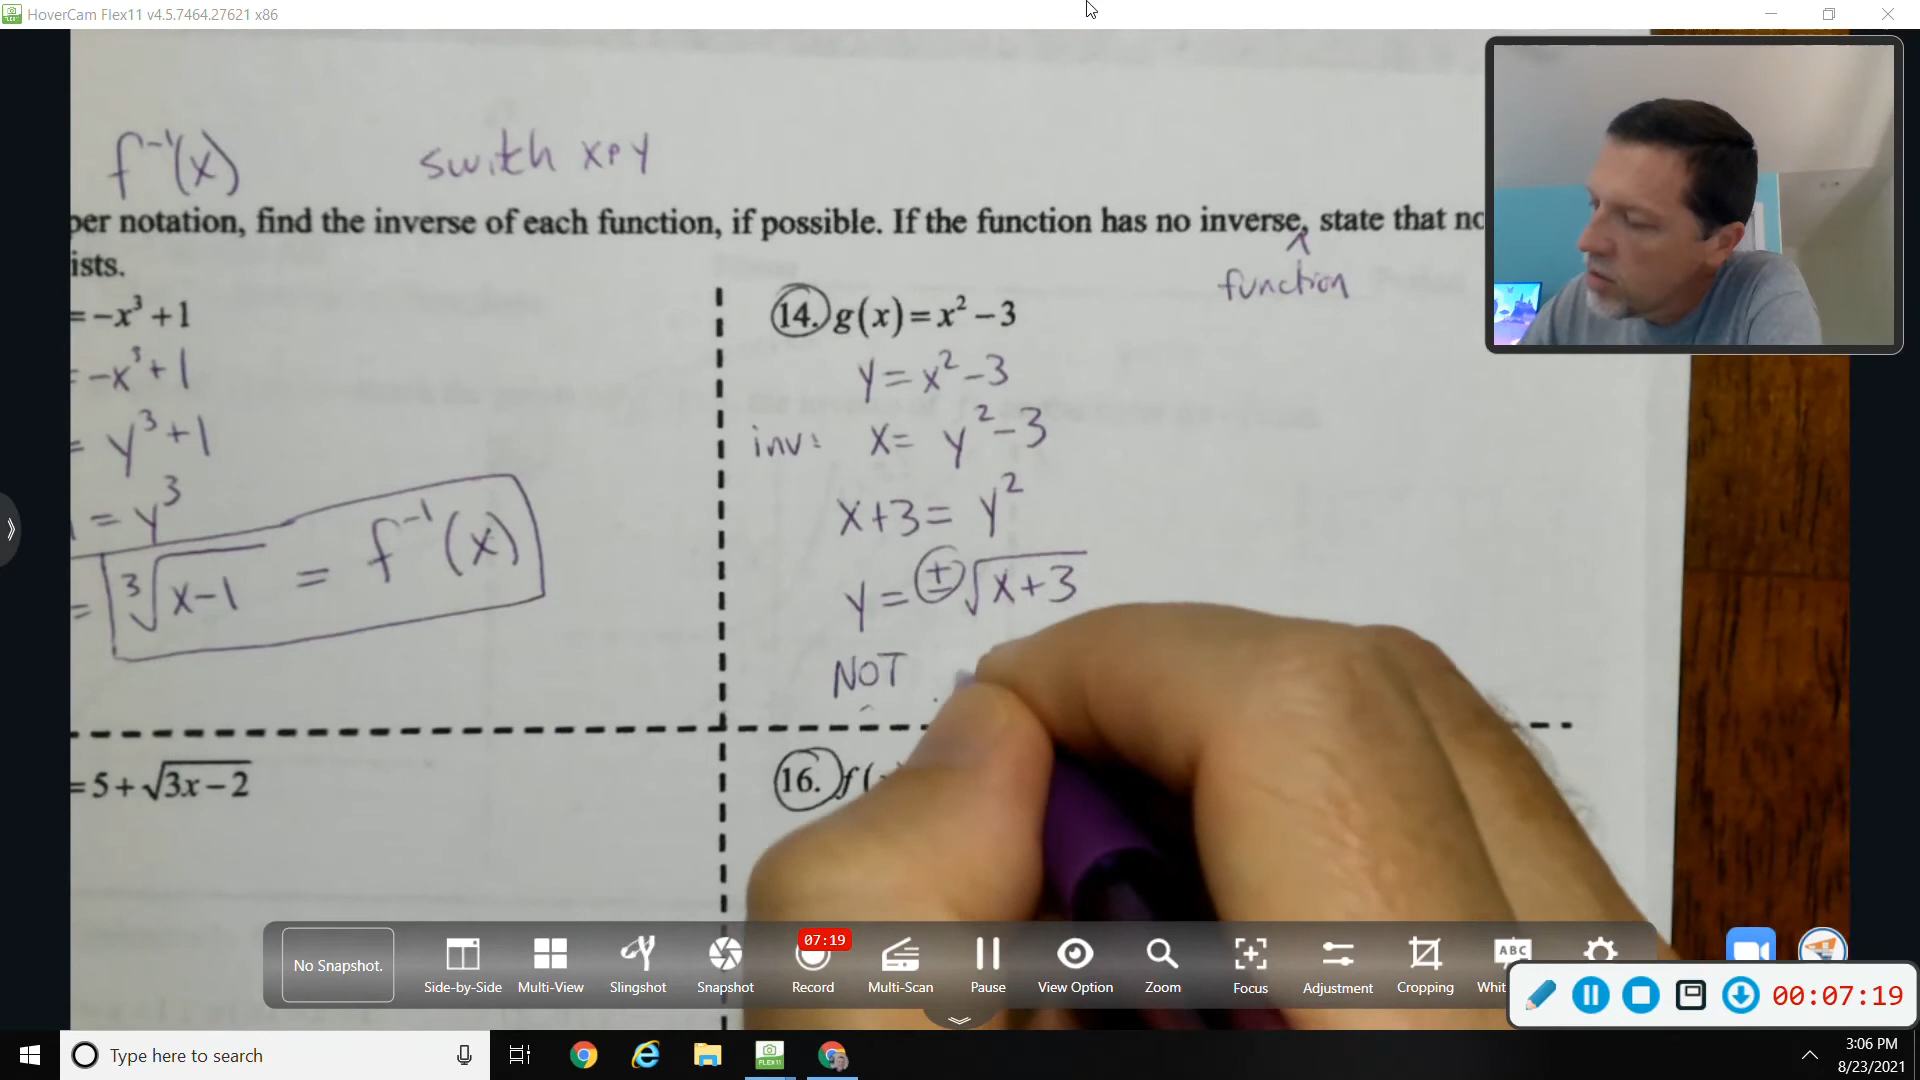 HoverCam Flex11 v4.5.7464.27621 x86
f⁻¹(x) swith x & y
per notation, find the inverse of each function, if possible. If the function has no inverse, state that no
function
ists.
= -x³ + 1
= -x³ + 1
= y³ + 1
= y³
= ∛x-1 = f⁻¹(x)
14. g(x) = x² - 3
y = x² - 3
inv: x = y² - 3
x+3 = y²
y = ±√x+3
NOT
= 5 + √3x - 2
16. f(
No Snapshot.
Side-by-Side
Multi-View
Slingshot
Snapshot
07:19
Record
Multi-Scan
Pause
View Option
Zoom
Focus
Adjustment
Cropping
ABC
Whit
00:07:19
Type here to search
FLEX11
3:06 PM
8/23/2021